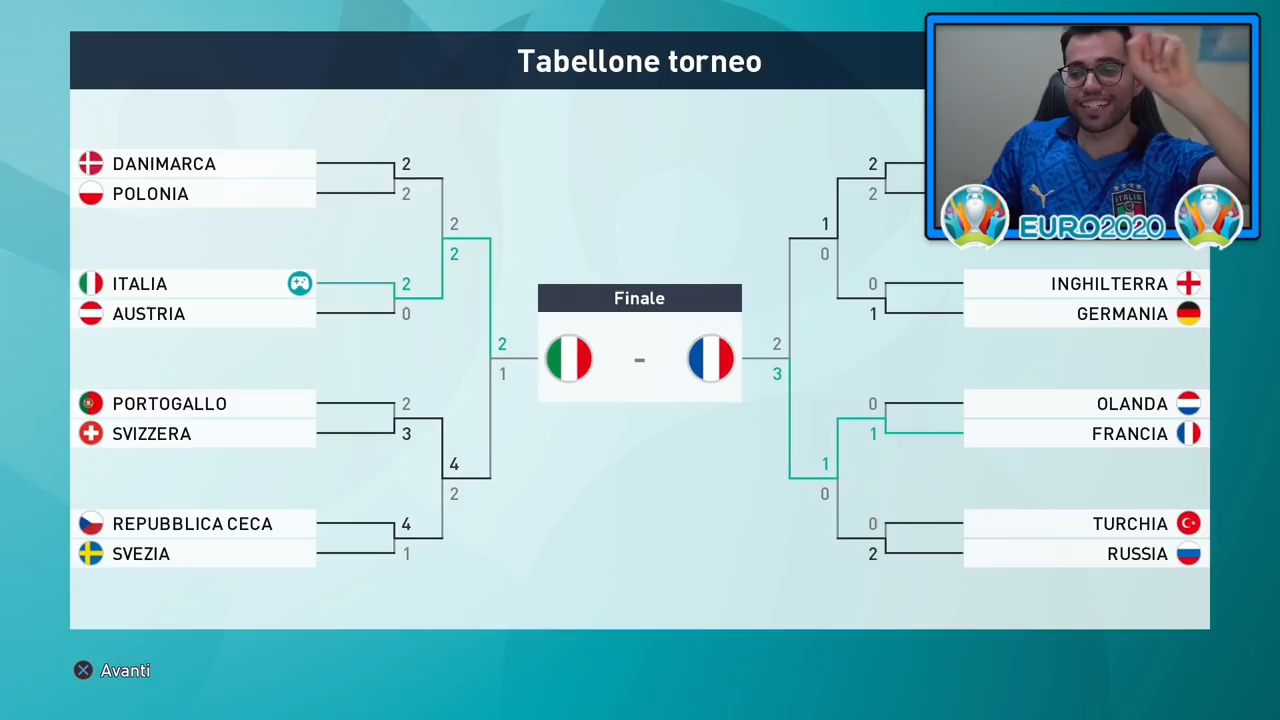 Tabellone torneo
DANIMARCA 2
POLONIA 2
2
2
ITALIA 2
AUSTRIA 0
2
1
PORTOGALLO 2
SVIZZERA 3
4
2
REPUBBLICA CECA 4
SVEZIA 1
Finale
-
2
2
1
0
0 INGHILTERRA
1 GERMANIA
2
3
0 OLANDA
1 FRANCIA
1
0
0 TURCHIA
2 RUSSIA
ITALIA
EURO2020
Avanti